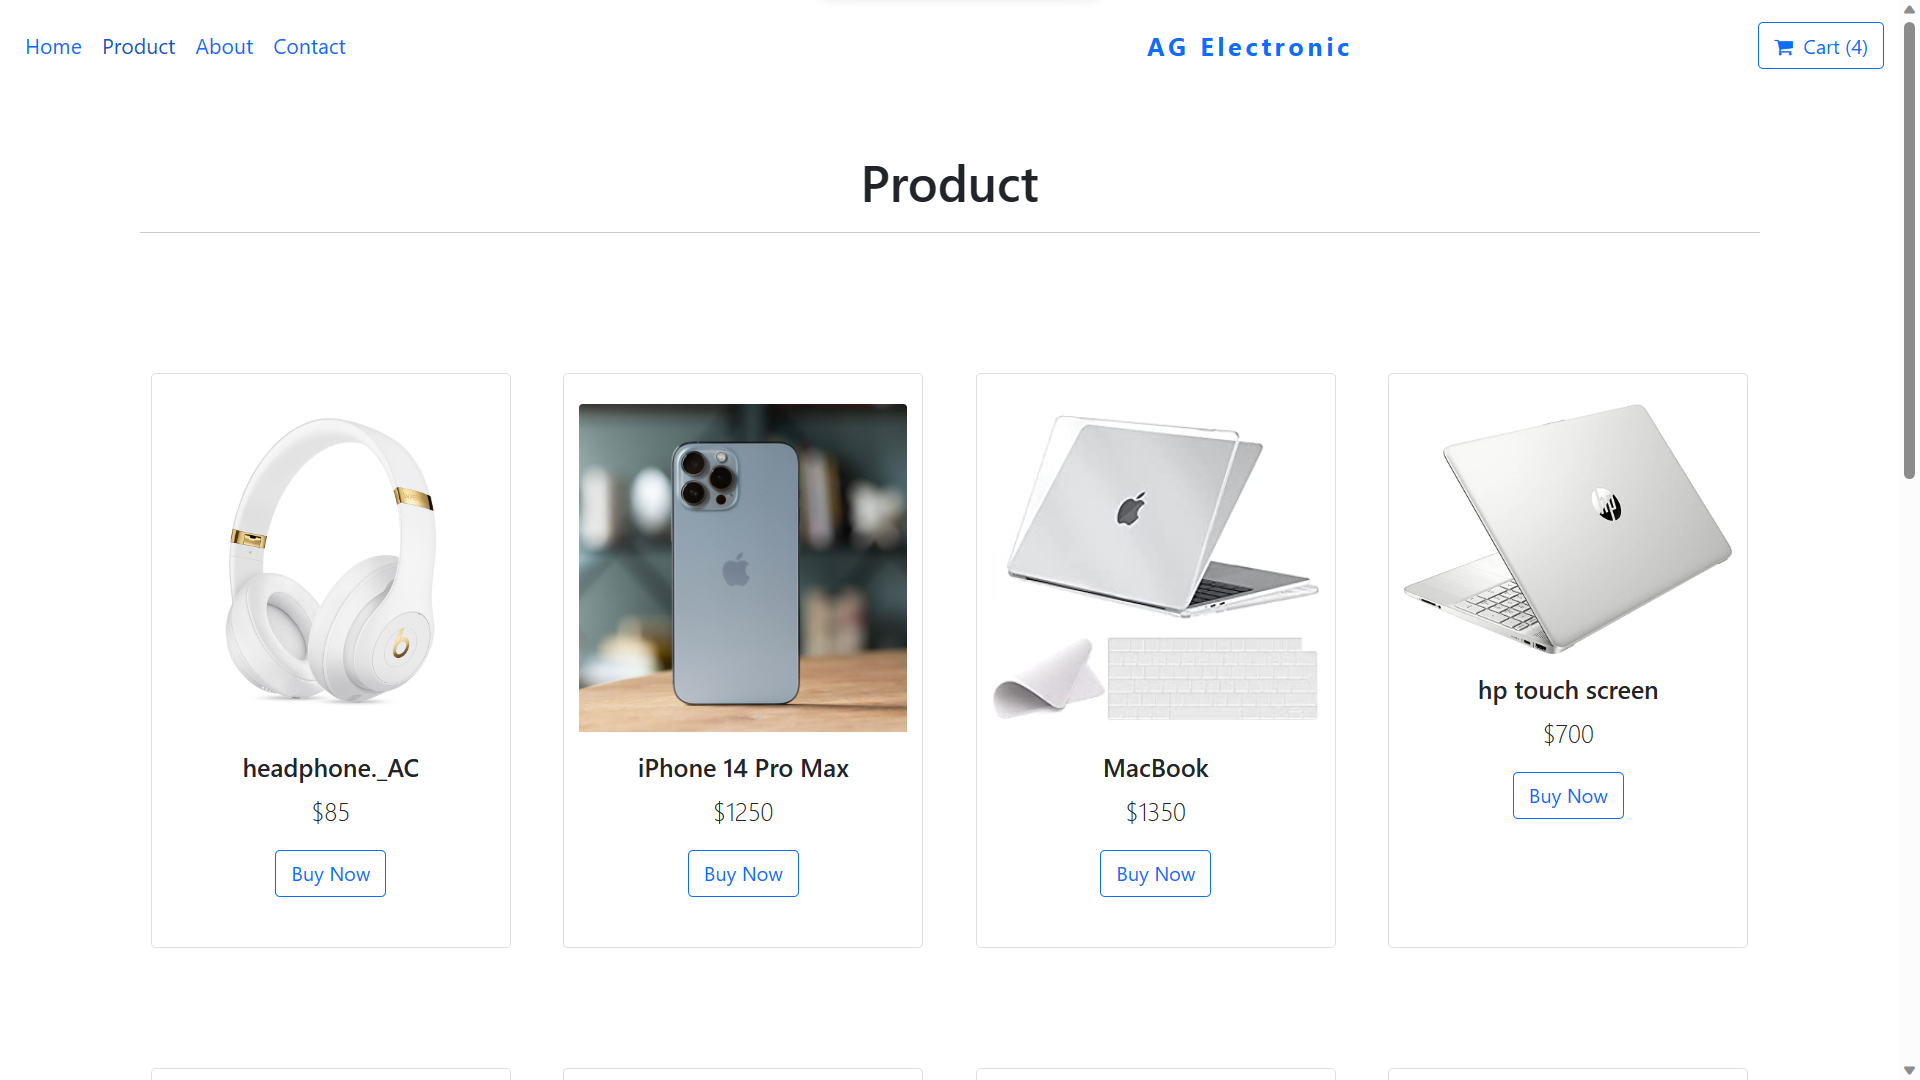 Home Product About Contact AG Electronic Cart (4)
Product
headphone._AC
$85
Buy Now
iPhone 14 Pro Max
$1250
Buy Now
MacBook
$1350
Buy Now
hp
hp touch screen
$700
Buy Now